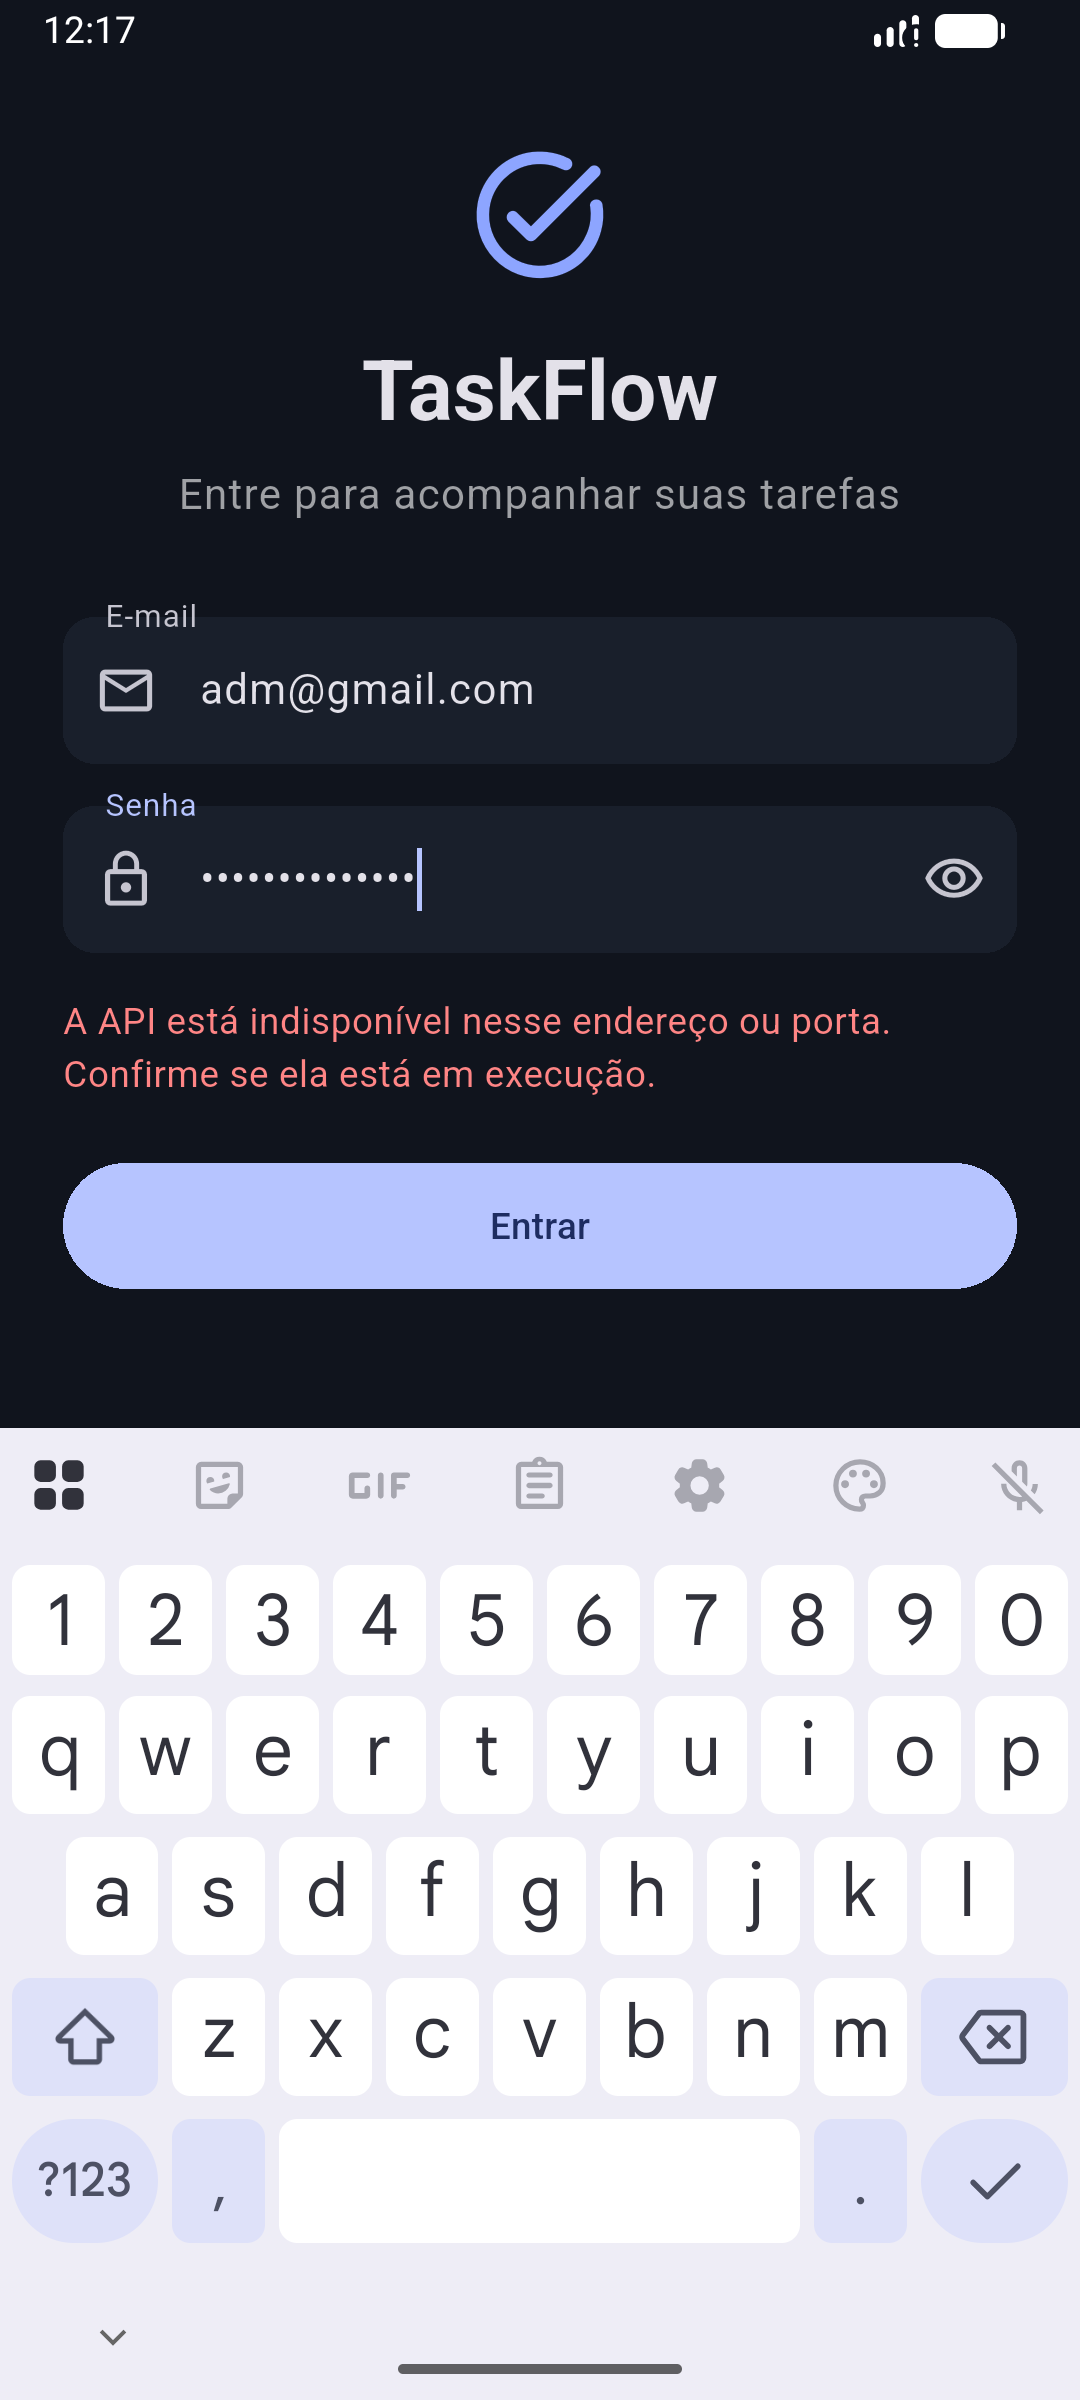 12:17
TaskFlow
Entre para acompanhar suas tarefas
E-mail
adm@gmail.com
Senha
••••••••••••••
A API está indisponível nesse endereço ou porta.
Confirme se ela está em execução.
Entrar
GIF
1 2 3 4 5 6 7 8 9 0
q w e r t y u i o p
a s d f g h j k l
z x c v b n m
?123 , .